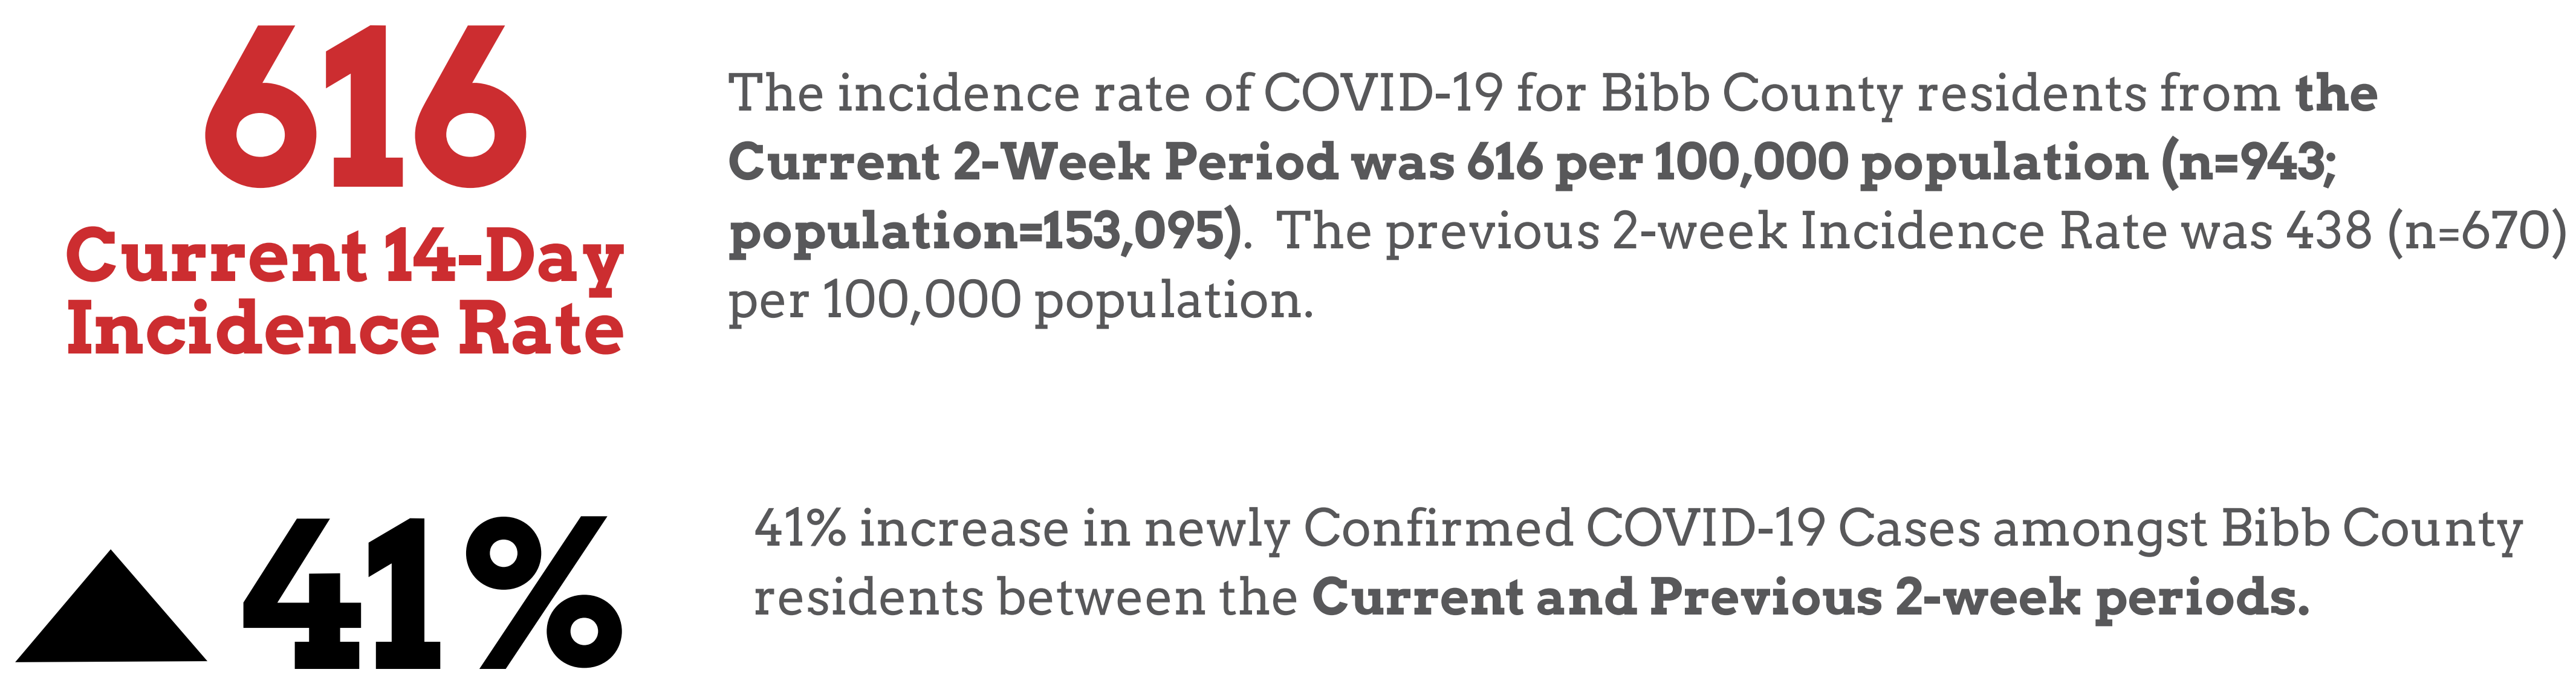 616
Current 14-Day
Incidence Rate
The incidence rate of COVID-19 for Bibb County residents from the
Current 2-Week Period was 616 per 100,000 population (n=943;
population=153,095).  The previous 2-week Incidence Rate was 438 (n=670)
per 100,000 population.
41%
41% increase in newly Confirmed COVID-19 Cases amongst Bibb County
residents between the Current and Previous 2-week periods.